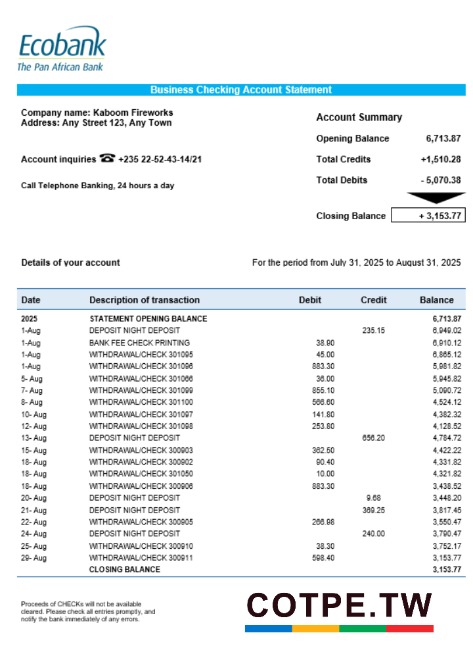 Ecobank
The Pan African Bank
Business Checking Account Statement
Company name: Kaboom Fireworks
Address: Any Street 123, Any Town
Account inquiries ☎ +235 22-52-43-14/21
Call Telephone Banking, 24 hours a day
Account Summary
Opening Balance 6,713.87
Total Credits +1,510.28
Total Debits - 5,070.38
Closing Balance + 3,153.77
Details of your account For the period from July 31, 2025 to August 31, 2025
Date Description of transaction Debit Credit Balance
2025 STATEMENT OPENING BALANCE 6,713.87
1-Aug DEPOSIT NIGHT DEPOSIT 235.15 6,949.02
1-Aug BANK FEE CHECK PRINTING 38.90 6,910.12
1-Aug WITHDRAWAL/CHECK 301095 45.00 6,865.12
1-Aug WITHDRAWAL/CHECK 301096 883.30 5,981.82
5- Aug WITHDRAWAL/CHECK 301066 36.00 5,945.82
7- Aug WITHDRAWAL/CHECK 301099 855.10 5,090.72
8- Aug WITHDRAWAL/CHECK 301100 566.60 4,524.12
10- Aug WITHDRAWAL/CHECK 301097 141.80 4,382.32
12- Aug WITHDRAWAL/CHECK 301098 253.80 4,128.52
13- Aug DEPOSIT NIGHT DEPOSIT 656.20 4,784.72
15- Aug WITHDRAWAL/CHECK 300903 362.50 4,422.22
18- Aug WITHDRAWAL/CHECK 300902 90.40 4,331.82
18- Aug WITHDRAWAL/CHECK 301050 10.00 4,321.82
18- Aug WITHDRAWAL/CHECK 300906 883.30 3,438.52
20- Aug DEPOSIT NIGHT DEPOSIT 9.68 3,448.20
21- Aug DEPOSIT NIGHT DEPOSIT 369.25 3,817.45
22- Aug WITHDRAWAL/CHECK 300905 266.98 3,550.47
24- Aug DEPOSIT NIGHT DEPOSIT 240.00 3,790.47
25- Aug WITHDRAWAL/CHECK 300910 38.30 3,752.17
29- Aug WITHDRAWAL/CHECK 300911 598.40 3,153.77
CLOSING BALANCE 3,153.77
Proceeds of CHECKs will not be available
cleared. Please check all entries promptly, and
notify the bank immediately of any errors.
COTPE.TW